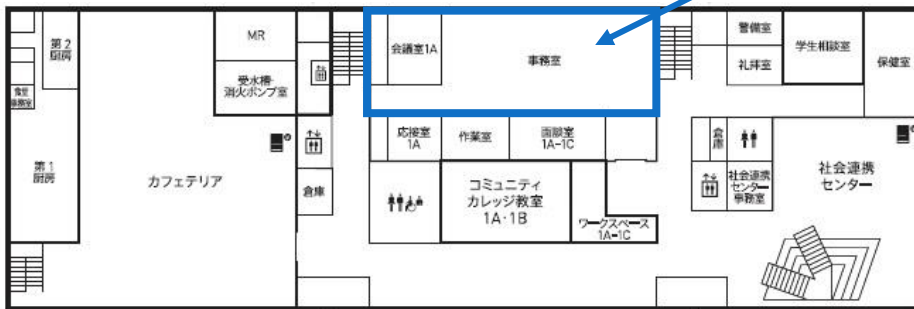 第2
厨房
MR
会議室1A
事務室
警備室
学生相談室
保健室
礼拝室
受水槽・
消火ポンプ室
食堂
事務室
応接室
1A
作業室
面談室
1A-1C
倉庫
第1
厨房
カフェテリア
倉庫
コミュニティ
カレッジ教室
1A・1B
ワークスペース
1A-1C
社会連携
センター
事務室
社会連携
センター